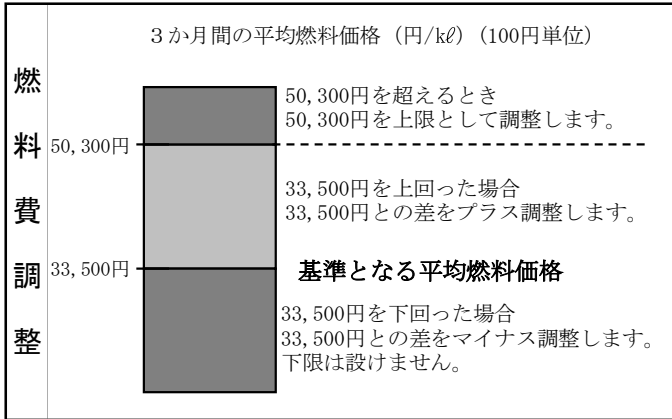 燃料費調整
3か月間の平均燃料価格 (円/kℓ) (100円単位)
50,300円を超えるとき
50,300円を上限として調整します。
50,300円
33,500円を上回った場合
33,500円との差をプラス調整します。
33,500円
基準となる平均燃料価格
33,500円を下回った場合
33,500円との差をマイナス調整します。
下限は設けません。